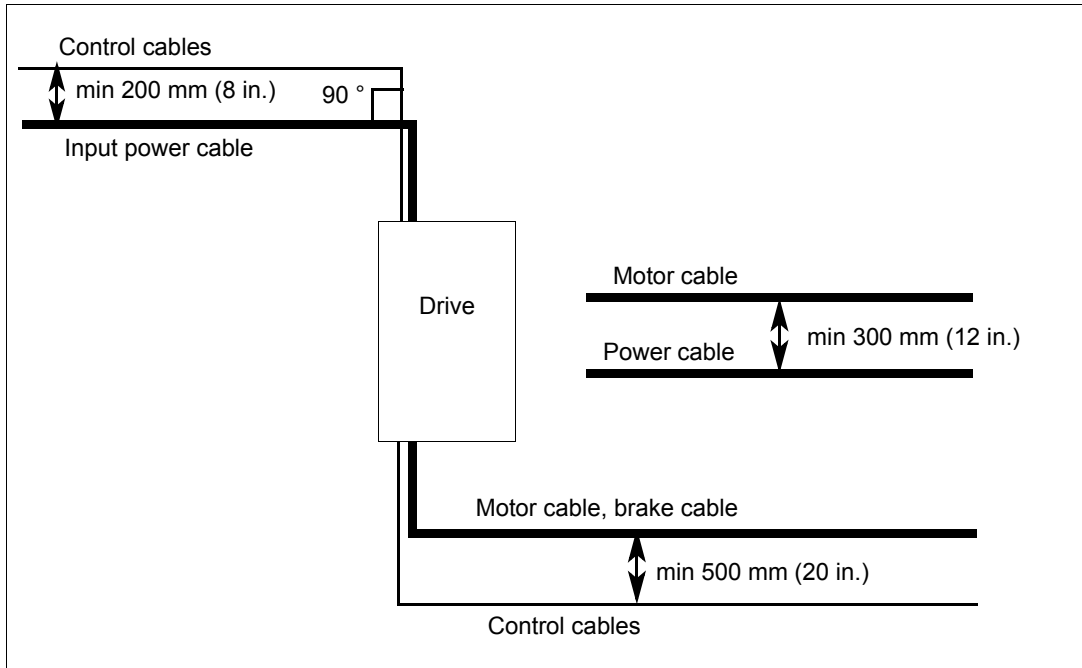 Control cables
min 200 mm (8 in.)
90 °
Input power cable
Drive
Motor cable
min 300 mm (12 in.)
Power cable
Motor cable, brake cable
min 500 mm (20 in.)
Control cables